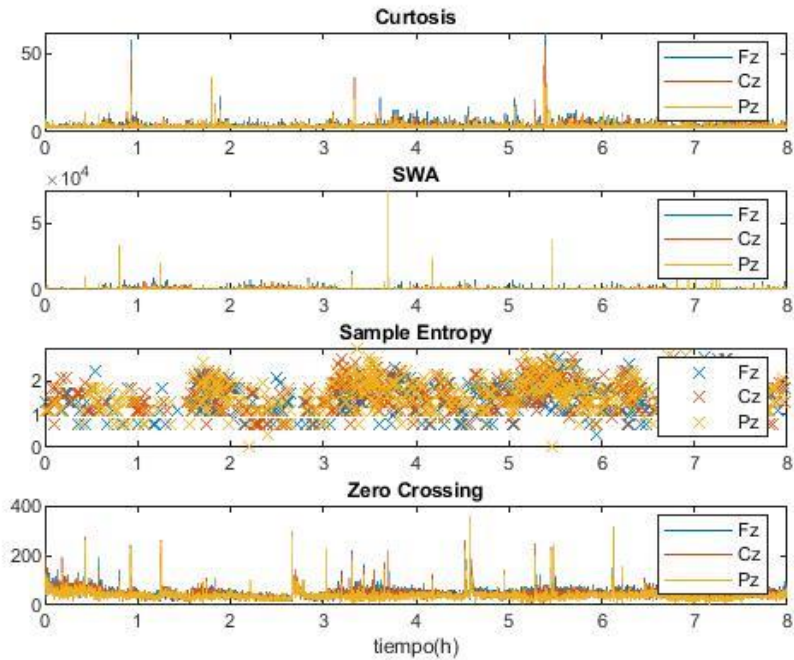 Curtosis
50
0
Fz
Cz
Pz
0 1 2 3 4 5 6 7 8
×10⁴
SWA
5
0
Fz
Cz
Pz
0 1 2 3 4 5 6 7 8
Sample Entropy
2
1
0
Fz
Cz
Pz
0 1 2 3 4 5 6 7 8
Zero Crossing
400
200
0
Fz
Cz
Pz
0 1 2 3 4 5 6 7 8
tiempo(h)